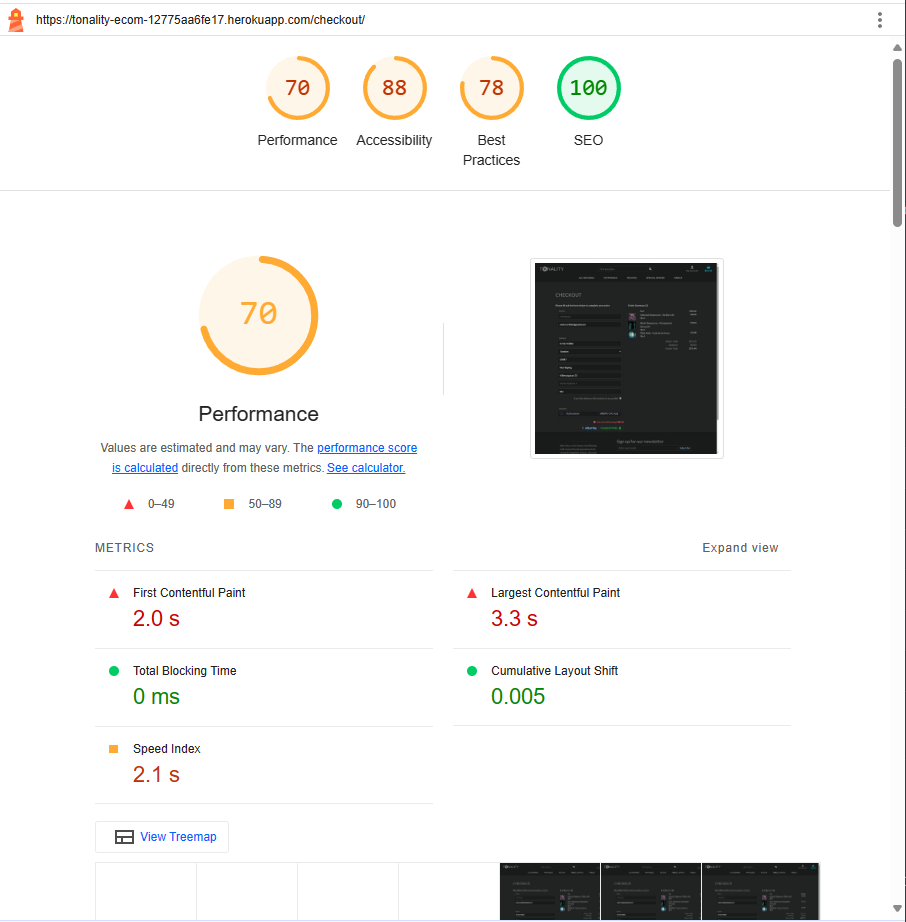 https://tonality-ecom-12775aa6fe17.herokuapp.com/checkout/
70
88
78
100
Performance
Accessibility
Best
Practices
SEO
70
Performance
Values are estimated and may vary. The performance score
is calculated directly from these metrics. See calculator.
0–49
50–89
90–100
TONALITY
CHECKOUT
Sign up for our newsletter
METRICS
Expand view
First Contentful Paint
2.0 s
Largest Contentful Paint
3.3 s
Total Blocking Time
0 ms
Cumulative Layout Shift
0.005
Speed Index
2.1 s
View Treemap